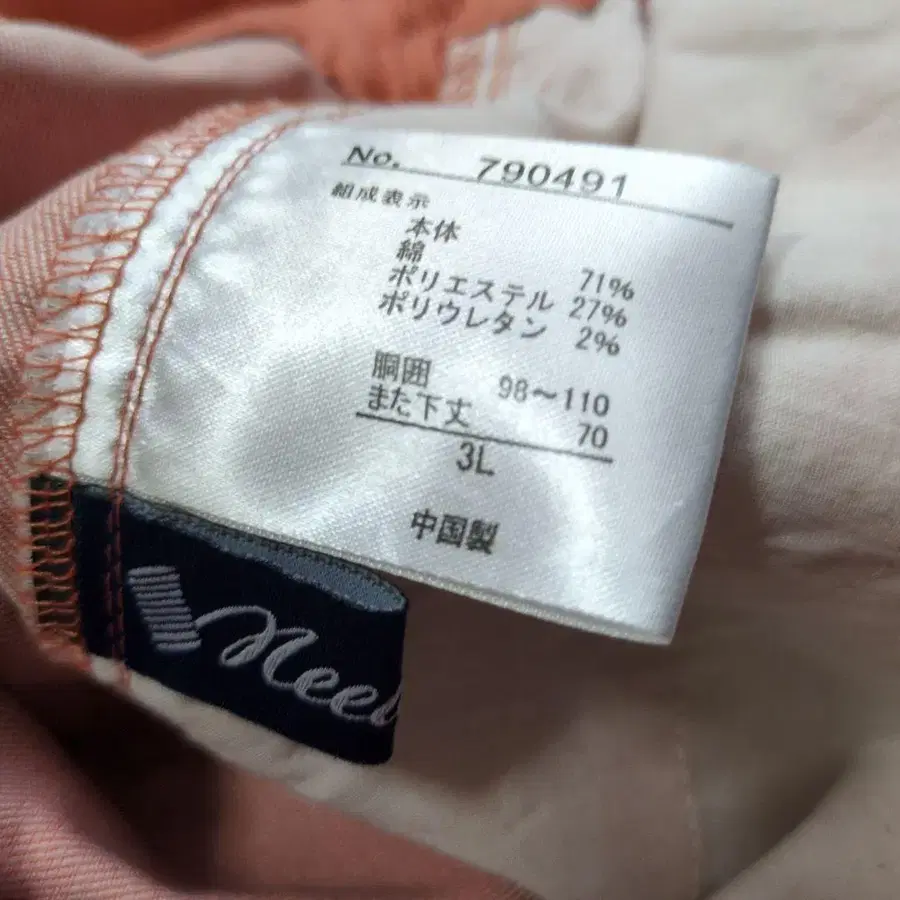 No. 790491
組成表示
本体
綿 71%
ポリエステル 27%
ポリウレタン 2%
胴囲 98〜110
また下丈 70
3L
中国製